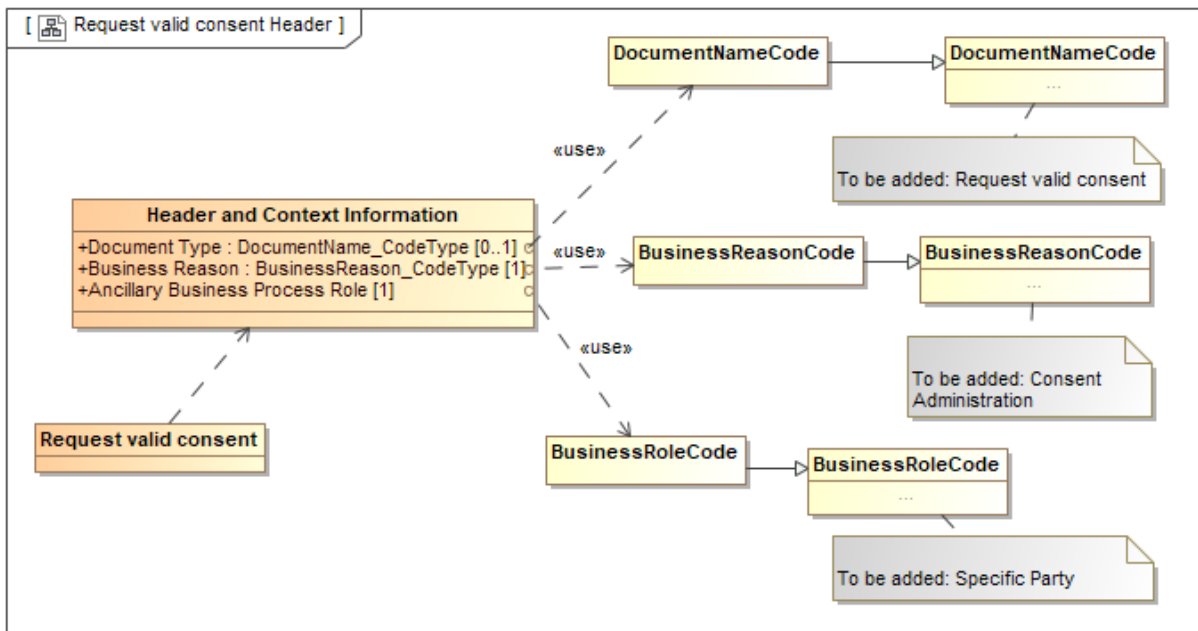 [ Request valid consent Header ]
DocumentNameCode
DocumentNameCode
...
«use»
To be added: Request valid consent
Header and Context Information
+Document Type : DocumentName_CodeType [0..1]
+Business Reason : BusinessReason_CodeType [1]
+Ancillary Business Process Role [1]
«use»
BusinessReasonCode
BusinessReasonCode
...
«use»
To be added: Consent
Administration
Request valid consent
BusinessRoleCode
BusinessRoleCode
...
To be added: Specific Party